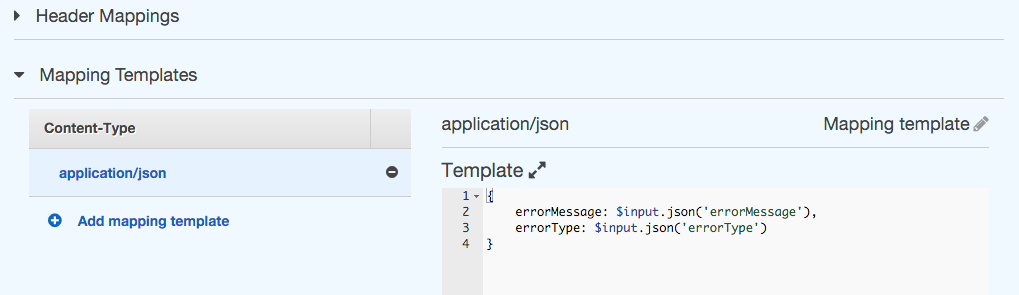 Header Mappings
Mapping Templates
Content-Type
application/json
Add mapping template
application/json Mapping template
Template
1 {
2 errorMessage: $input.json('errorMessage'),
3 errorType: $input.json('errorType')
4 }